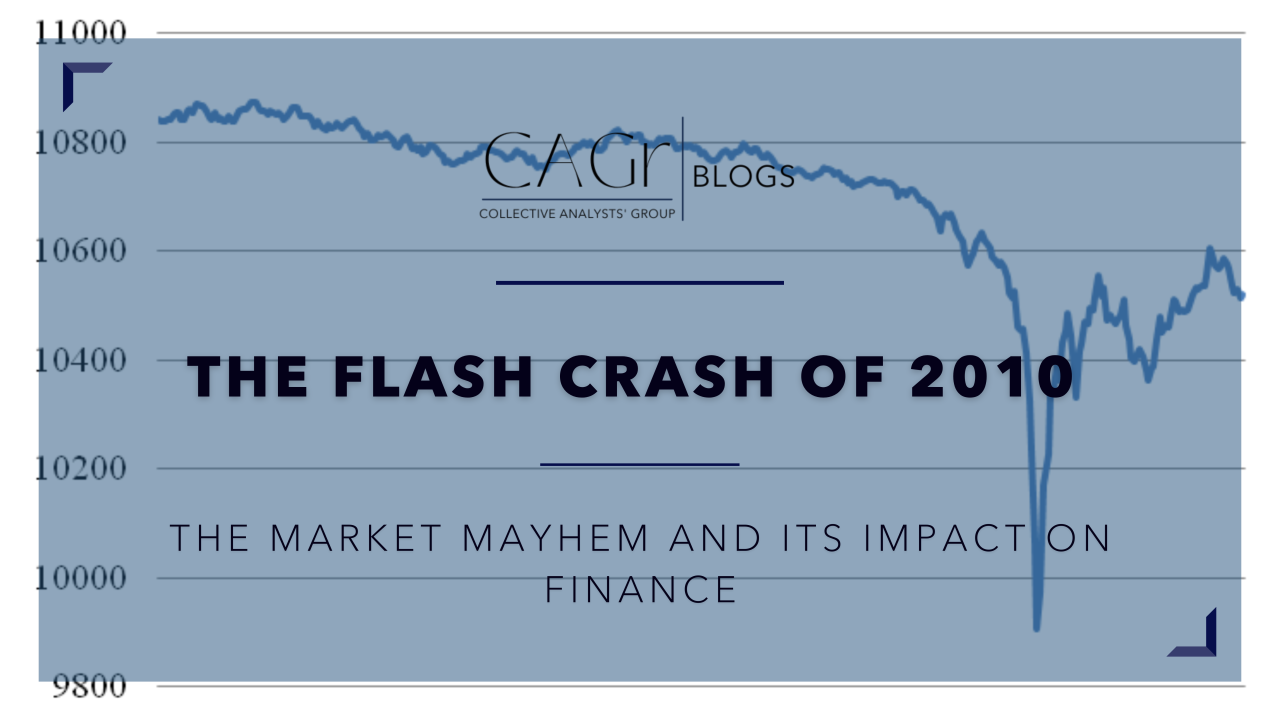 11000
10800
CAGr
BLOGS
COLLECTIVE ANALYSTS' GROUP
10600
10400
THE FLASH CRASH OF 2010
10200
THE MARKET MAYHEM AND ITS IMPACT ON
FINANCE
10000
9800